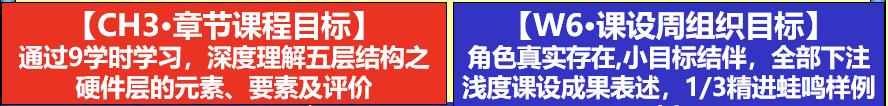 【CH3·章节课程目标】
通过9学时学习，深度理解五层结构之
硬件层的元素、要素及评价
【W6·课设周组织目标】
角色真实存在,小目标结伴，全部下注
浅度课设成果表述，1/3精进蛙鸣样例